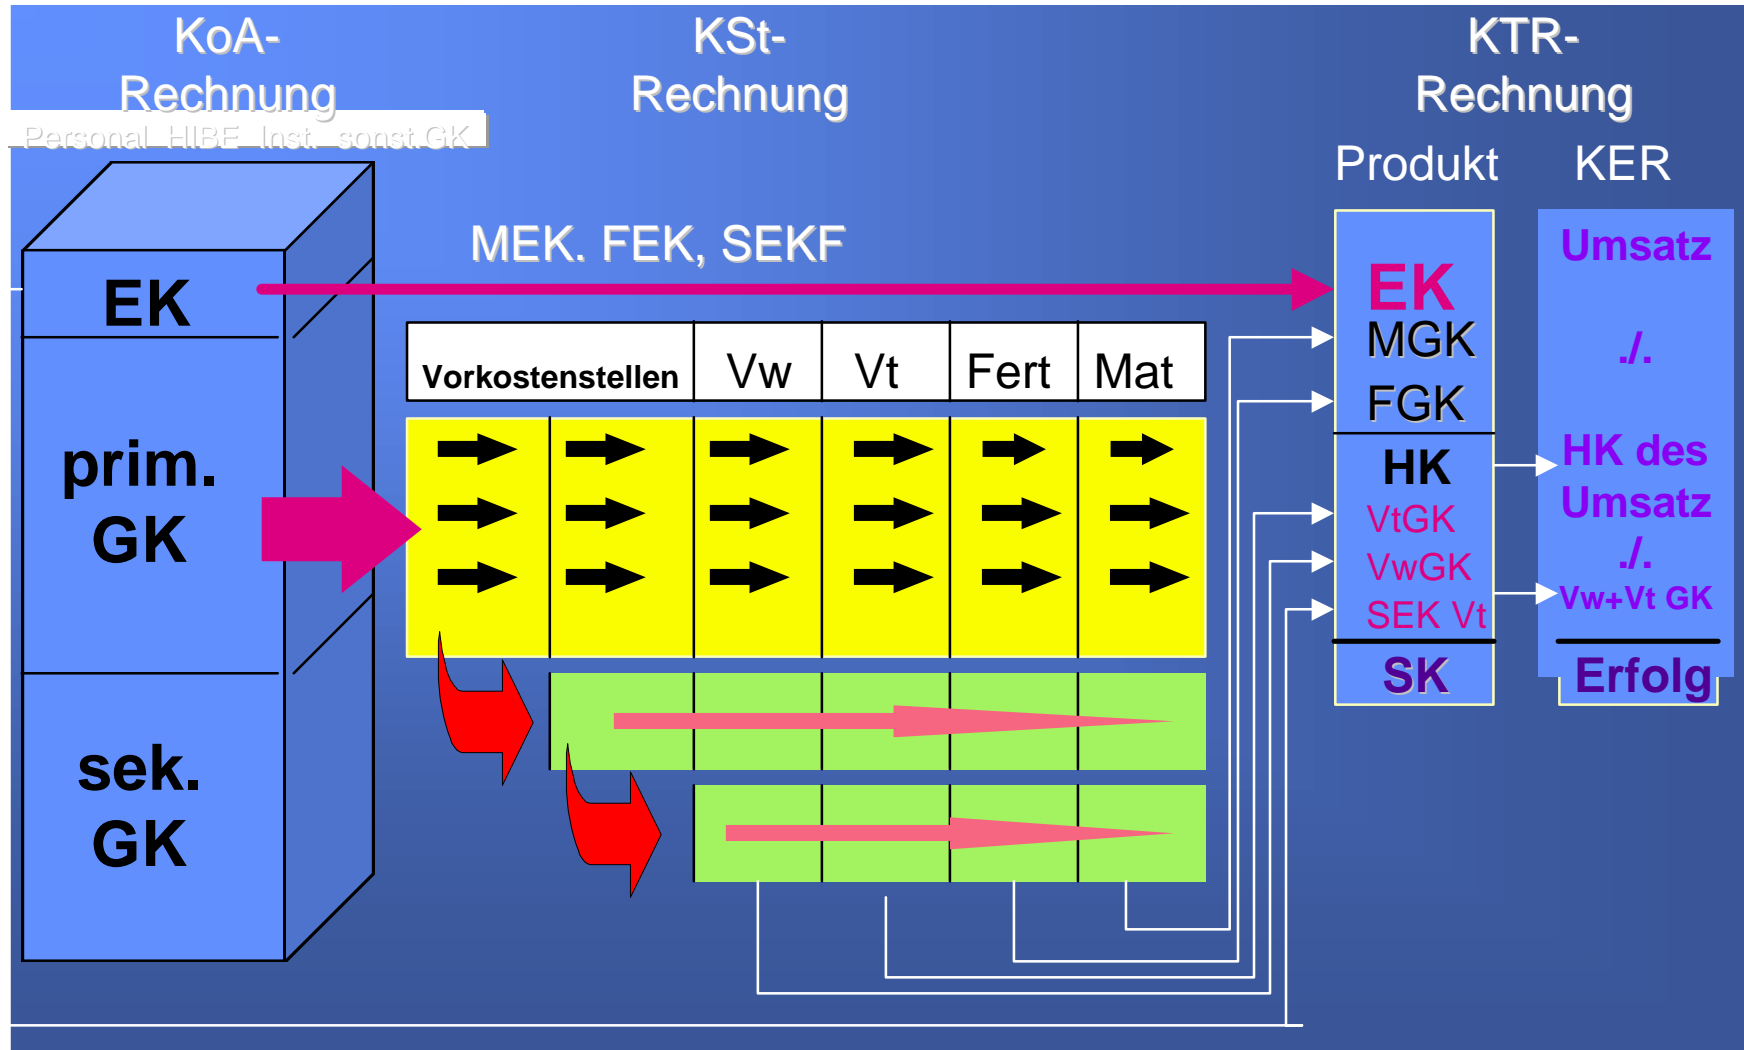 KoA-
Rechnung
KSt-
Rechnung
KTR-
Rechnung
Personal HIBE Inst. sonst.GK
Produkt
KER
MEK. FEK, SEKF
EK
prim.
GK
sek.
GK
Vorkostenstellen
Vw
Vt
Fert
Mat
EK
MGK
FGK
HK
VtGK
VwGK
SEK Vt
SK
Umsatz
./.
HK des
Umsatz
./.
Vw+Vt GK
Erfolg